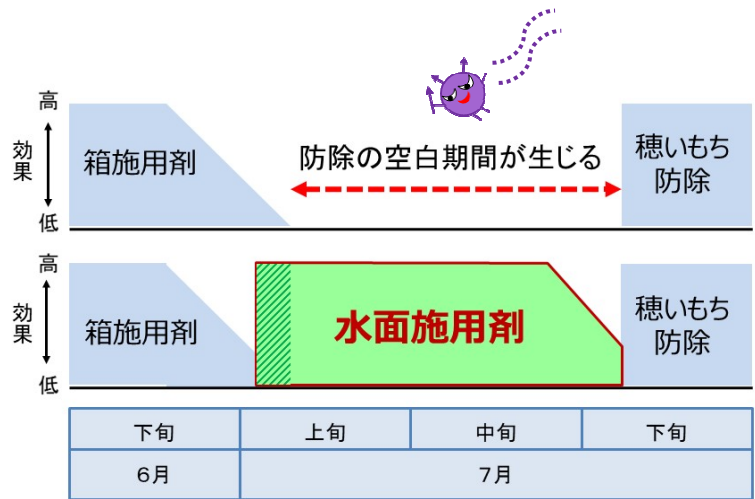 高
効果
低
箱施用剤
防除の空白期間が生じる
穂いもち
防除
高
効果
低
箱施用剤
水面施用剤
穂いもち
防除
下旬 上旬 中旬 下旬
6月 7月